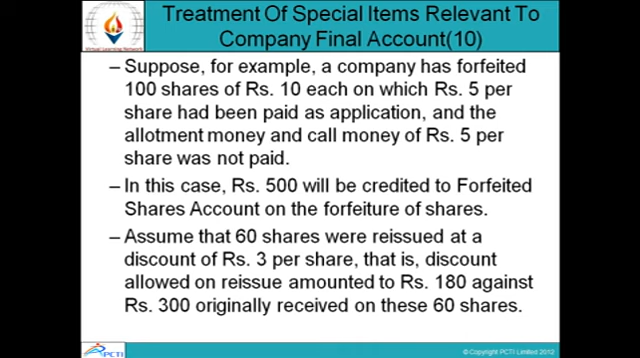 Treatment Of Special Items Relevant To
Company Final Account(10)
Virtual Learning Network
– Suppose, for example, a company has forfeited
100 shares of Rs. 10 each on which Rs. 5 per
share had been paid as application, and the
allotment money and call money of Rs. 5 per
share was not paid.
– In this case, Rs. 500 will be credited to Forfeited
Shares Account on the forfeiture of shares.
– Assume that 60 shares were reissued at a
discount of Rs. 3 per share, that is, discount
allowed on reissue amounted to Rs. 180 against
Rs. 300 originally received on these 60 shares.
PCTI
© Copyright PCTI Limited 2012